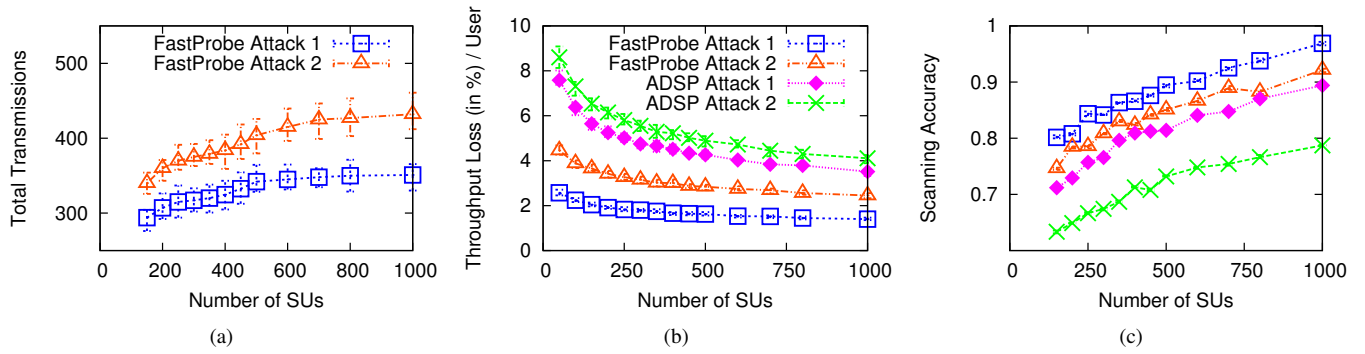 Total Transmissions
500
400
300
FastProbe Attack 1
FastProbe Attack 2
0 200 400 600 800 1000
Number of SUs
(a)
Throughput Loss (in %) / User
10
8
6
4
2
0
FastProbe Attack 1
FastProbe Attack 2
ADSP Attack 1
ADSP Attack 2
0 250 500 750 1000
Number of SUs
(b)
Scanning Accuracy
1
0.9
0.8
0.7
0 250 500 750 1000
Number of SUs
(c)